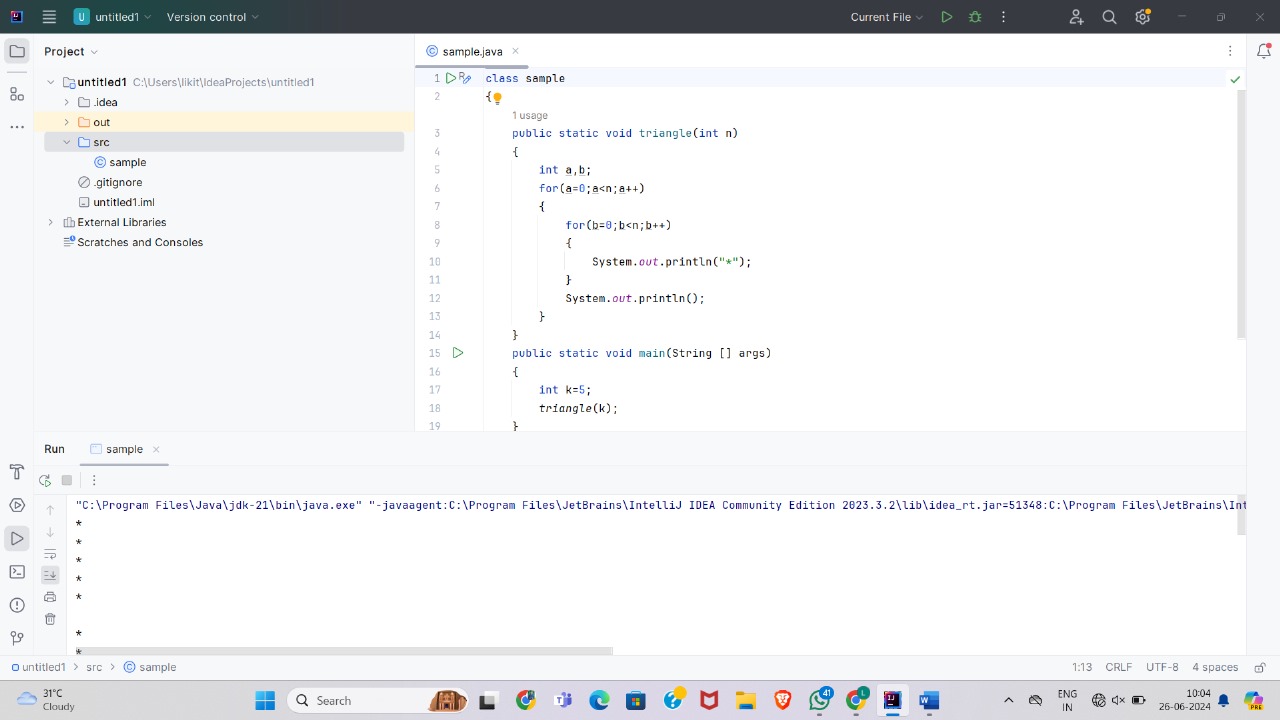 U untitled1 Version control Current File
Project
sample.java
untitled1 C:\Users\likit\IdeaProjects\untitled1
.idea
out
src
sample
.gitignore
untitled1.iml
External Libraries
Scratches and Consoles
1 class sample
2 {
1 usage
3 public static void triangle(int n)
4 {
5 int a,b;
6 for(a=0;a<n;a++)
7 {
8 for(b=0;b<n;b++)
9 {
10 System.out.println("*");
11 }
12 System.out.println();
13 }
14 }
15 public static void main(String [] args)
16 {
17 int k=5;
18 triangle(k);
19 }
Run sample
"C:\Program Files\Java\jdk-21\bin\java.exe" "-javaagent:C:\Program Files\JetBrains\IntelliJ IDEA Community Edition 2023.3.2\lib\idea_rt.jar=51348:C:\Program Files\JetBrains\Int
*
*
*
*
*
*
*
untitled1 > src > sample 1:13 CRLF UTF-8 4 spaces
31°C
Cloudy
Search
41
L
ENG
IN
10:04
26-06-2024
PRE